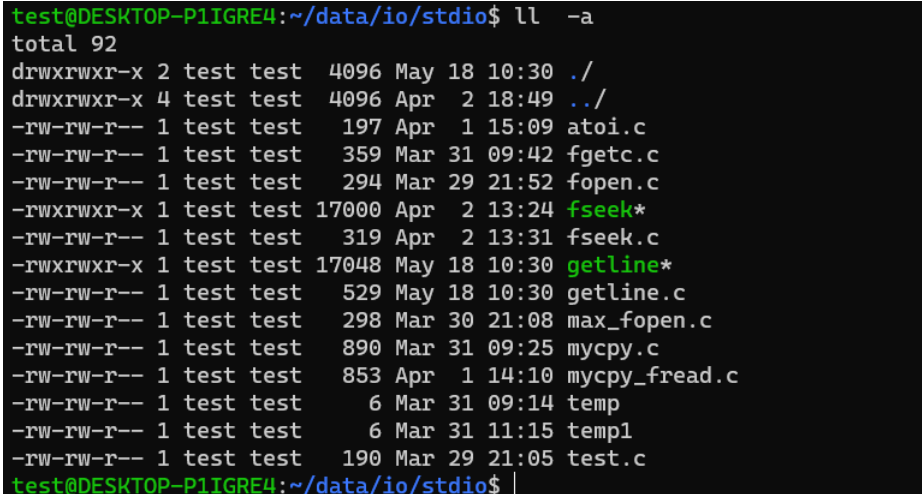 test@DESKTOP-P1IGRE4:~/data/io/stdio$ ll  -a
total 92
drwxrwxr-x 2 test test  4096 May 18 10:30 ./
drwxrwxr-x 4 test test  4096 Apr  2 18:49 ../
-rw-rw-r-- 1 test test   197 Apr  1 15:09 atoi.c
-rw-rw-r-- 1 test test   359 Mar 31 09:42 fgetc.c
-rw-rw-r-- 1 test test   294 Mar 29 21:52 fopen.c
-rwxrwxr-x 1 test test 17000 Apr  2 13:24 fseek*
-rw-rw-r-- 1 test test   319 Apr  2 13:31 fseek.c
-rwxrwxr-x 1 test test 17048 May 18 10:30 getline*
-rw-rw-r-- 1 test test   529 May 18 10:30 getline.c
-rw-rw-r-- 1 test test   298 Mar 30 21:08 max_fopen.c
-rw-rw-r-- 1 test test   890 Mar 31 09:25 mycpy.c
-rw-rw-r-- 1 test test   853 Apr  1 14:10 mycpy_fread.c
-rw-rw-r-- 1 test test     6 Mar 31 09:14 temp
-rw-rw-r-- 1 test test     6 Mar 31 11:15 temp1
-rw-rw-r-- 1 test test   190 Mar 29 21:05 test.c
test@DESKTOP-P1IGRE4:~/data/io/stdio$